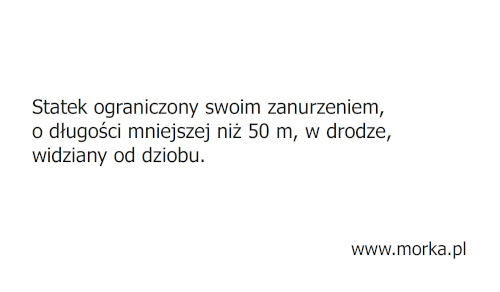 Statek ograniczony swoim zanurzeniem,
o długości mniejszej niż 50 m, w drodze,
widziany od dziobu.
www.morka.pl